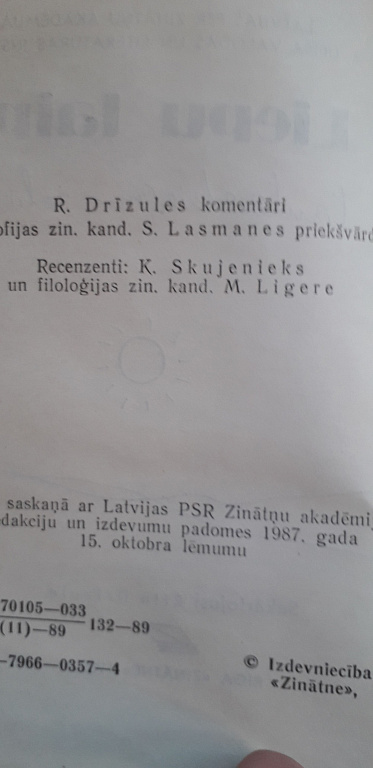 R. Drīzules komentāri
ofijas zin. kand. S. Lasmanes priekšvārd
Recenzenti: K. Skujenieks
un filoloģijas zin. kand. M. Ligere
saskaņā ar Latvijas PSR Zinātņu akadēmij
dakciju un izdevumu padomes 1987. gada
15. oktobra lēmumu
70105—033
(11)—89 132—89
—7966—0357—4
© Izdevniecība
«Zinātne»,